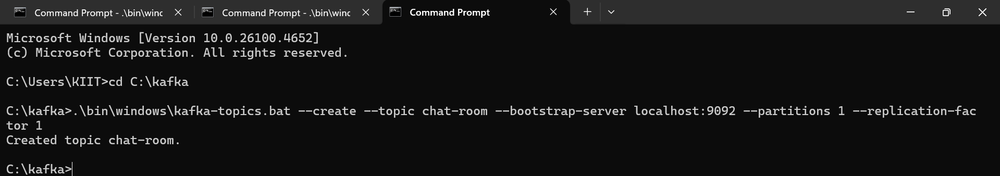 Command Prompt - .\bin\winc
Command Prompt - .\bin\winc
Command Prompt
Microsoft Windows [Version 10.0.26100.4652]
(c) Microsoft Corporation. All rights reserved.
C:\Users\KIIT>cd C:\kafka
C:\kafka>.\bin\windows\kafka-topics.bat --create --topic chat-room --bootstrap-server localhost:9092 --partitions 1 --replication-fac
tor 1
Created topic chat-room.
C:\kafka>